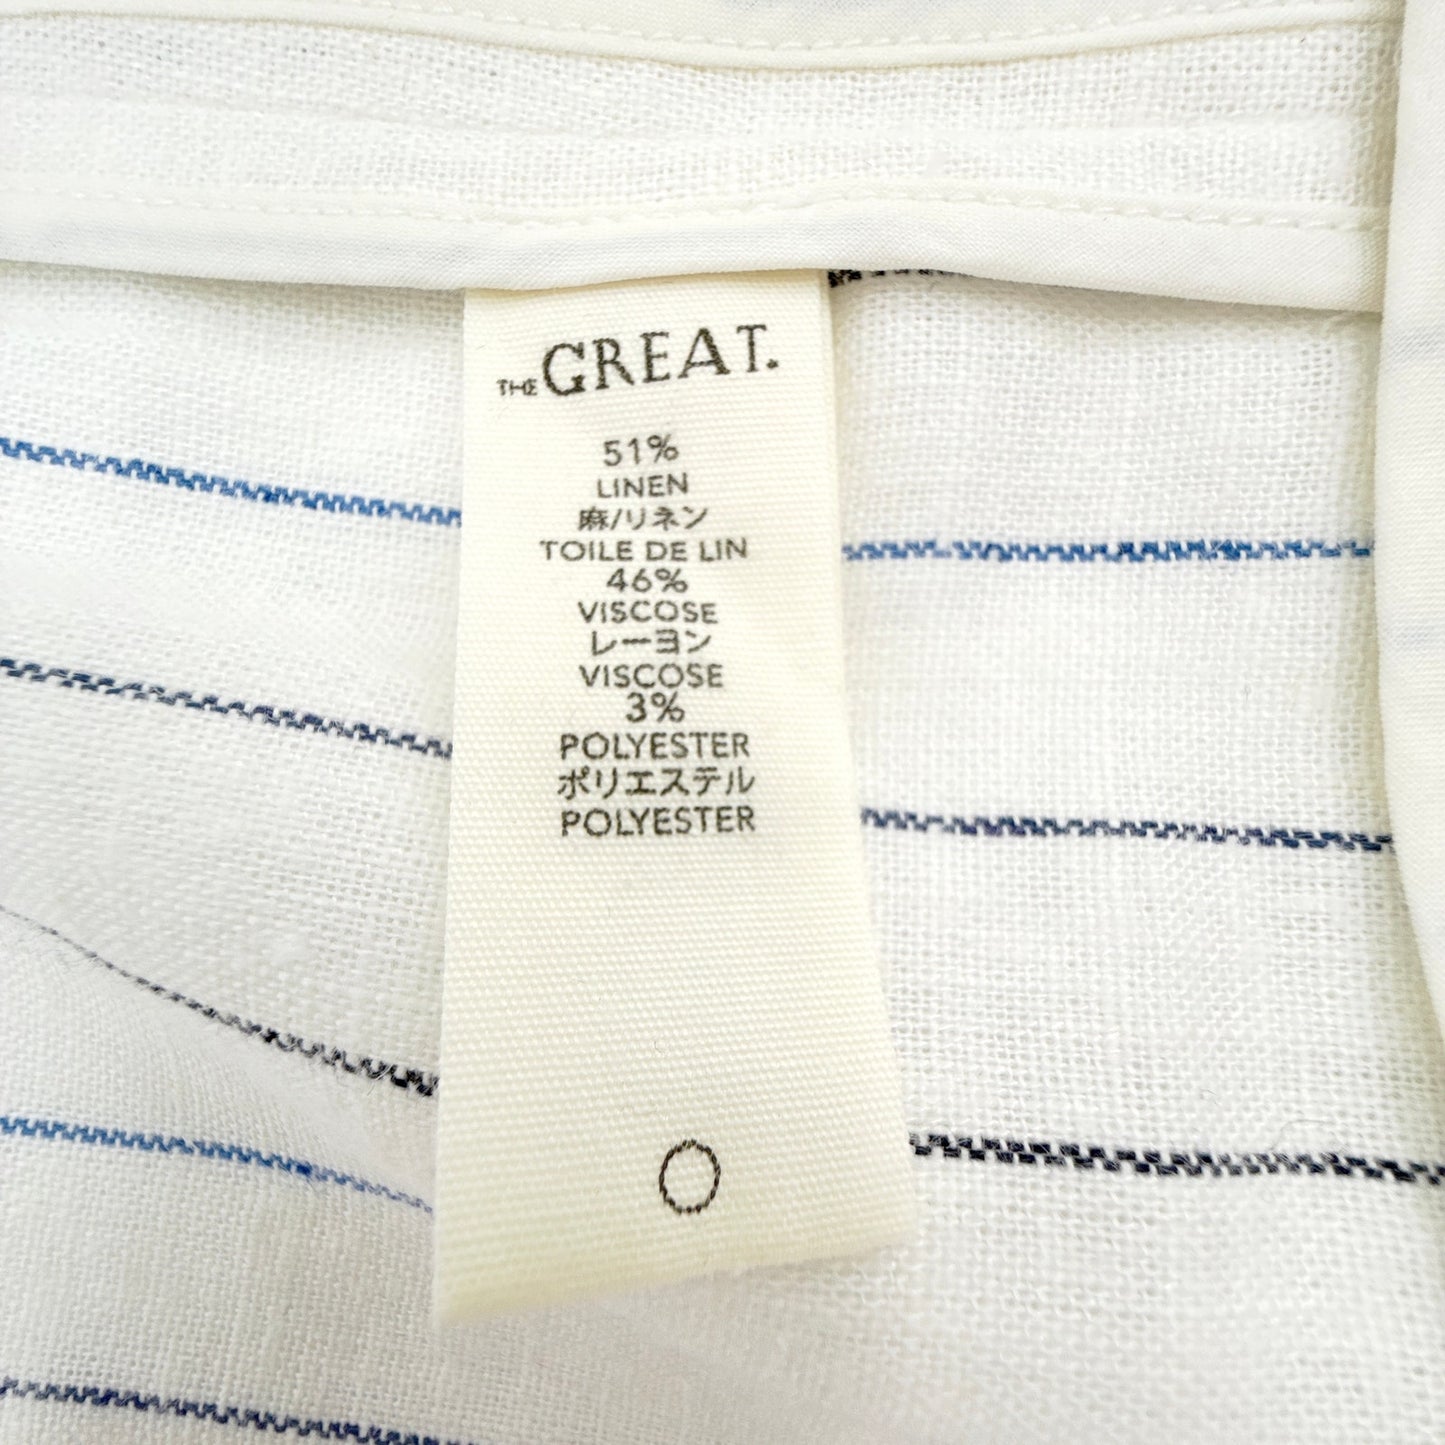 THE GREAT.
51%
LINEN
麻/リネン
TOILE DE LIN
46%
VISCOSE
レーヨン
VISCOSE
3%
POLYESTER
ポリエステル
POLYESTER